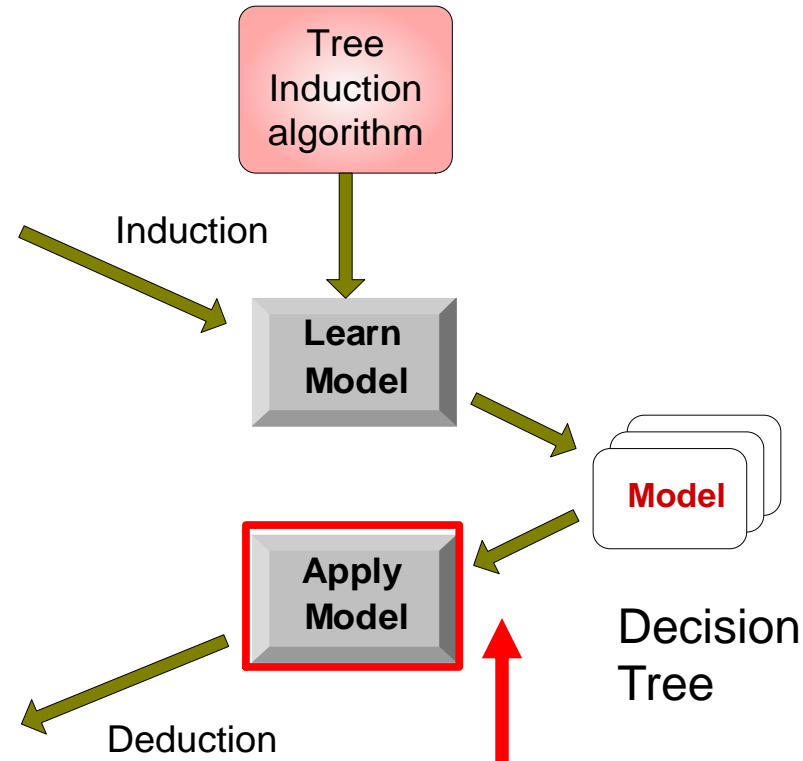 Tree
Induction
algorithm
Induction
Learn
Model
Model
Apply
Model
Decision
Tree
Deduction